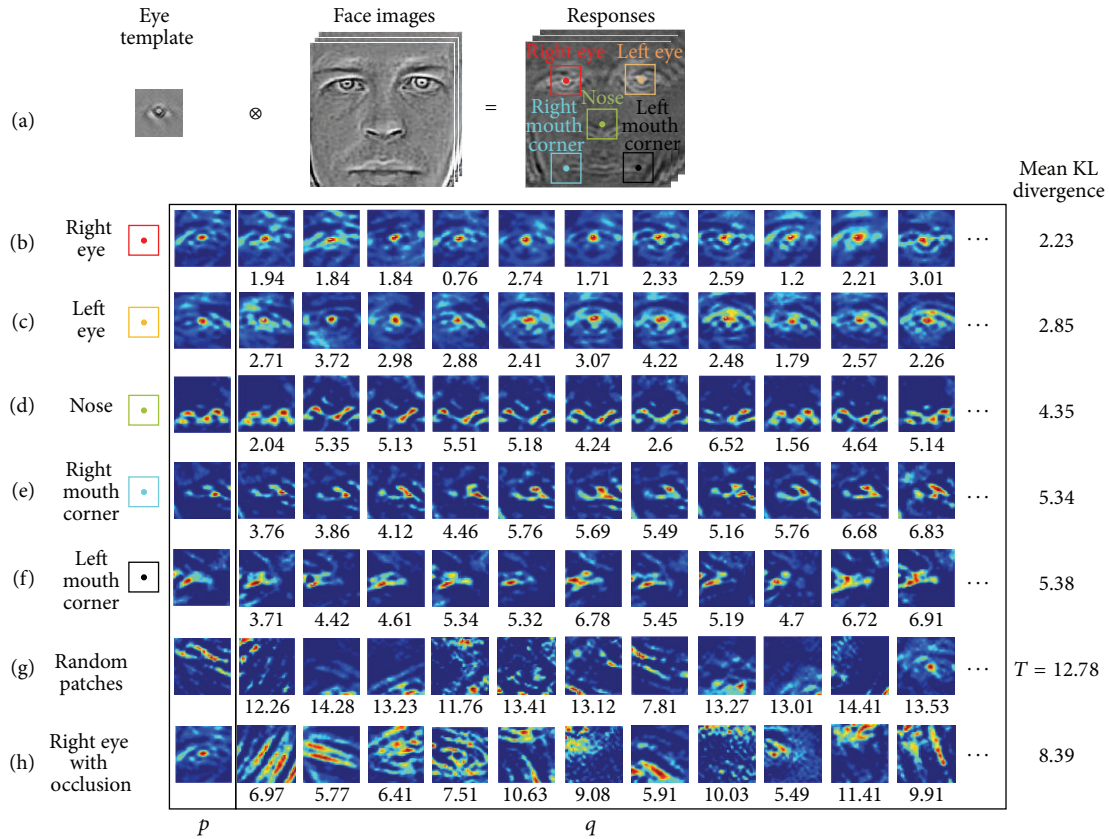 Eye
template
Face images
Responses
(a)
⊗
=
Right eye
Left eye
Nose
Right
mouth
corner
Left
mouth
corner
Mean KL
divergence
(b)
Right
eye
1.94 1.84 1.84 0.76 2.74 1.71 2.33 2.59 1.2 2.21 3.01
··· 2.23
(c)
Left
eye
2.71 3.72 2.98 2.88 2.41 3.07 4.22 2.48 1.79 2.57 2.26
··· 2.85
(d) Nose
2.04 5.35 5.13 5.51 5.18 4.24 2.6 6.52 1.56 4.64 5.14
··· 4.35
(e)
Right
mouth
corner
3.76 3.86 4.12 4.46 5.76 5.69 5.49 5.16 5.76 6.68 6.83
··· 5.34
(f)
Left
mouth
corner
3.71 4.42 4.61 5.34 5.32 6.78 5.45 5.19 4.7 6.72 6.91
··· 5.38
(g)
Random
patches
12.26 14.28 13.23 11.76 13.41 13.12 7.81 13.27 13.01 14.41 13.53
··· T = 12.78
(h)
Right eye
with
occlusion
6.97 5.77 6.41 7.51 10.63 9.08 5.91 10.03 5.49 11.41 9.91
··· 8.39
p
q